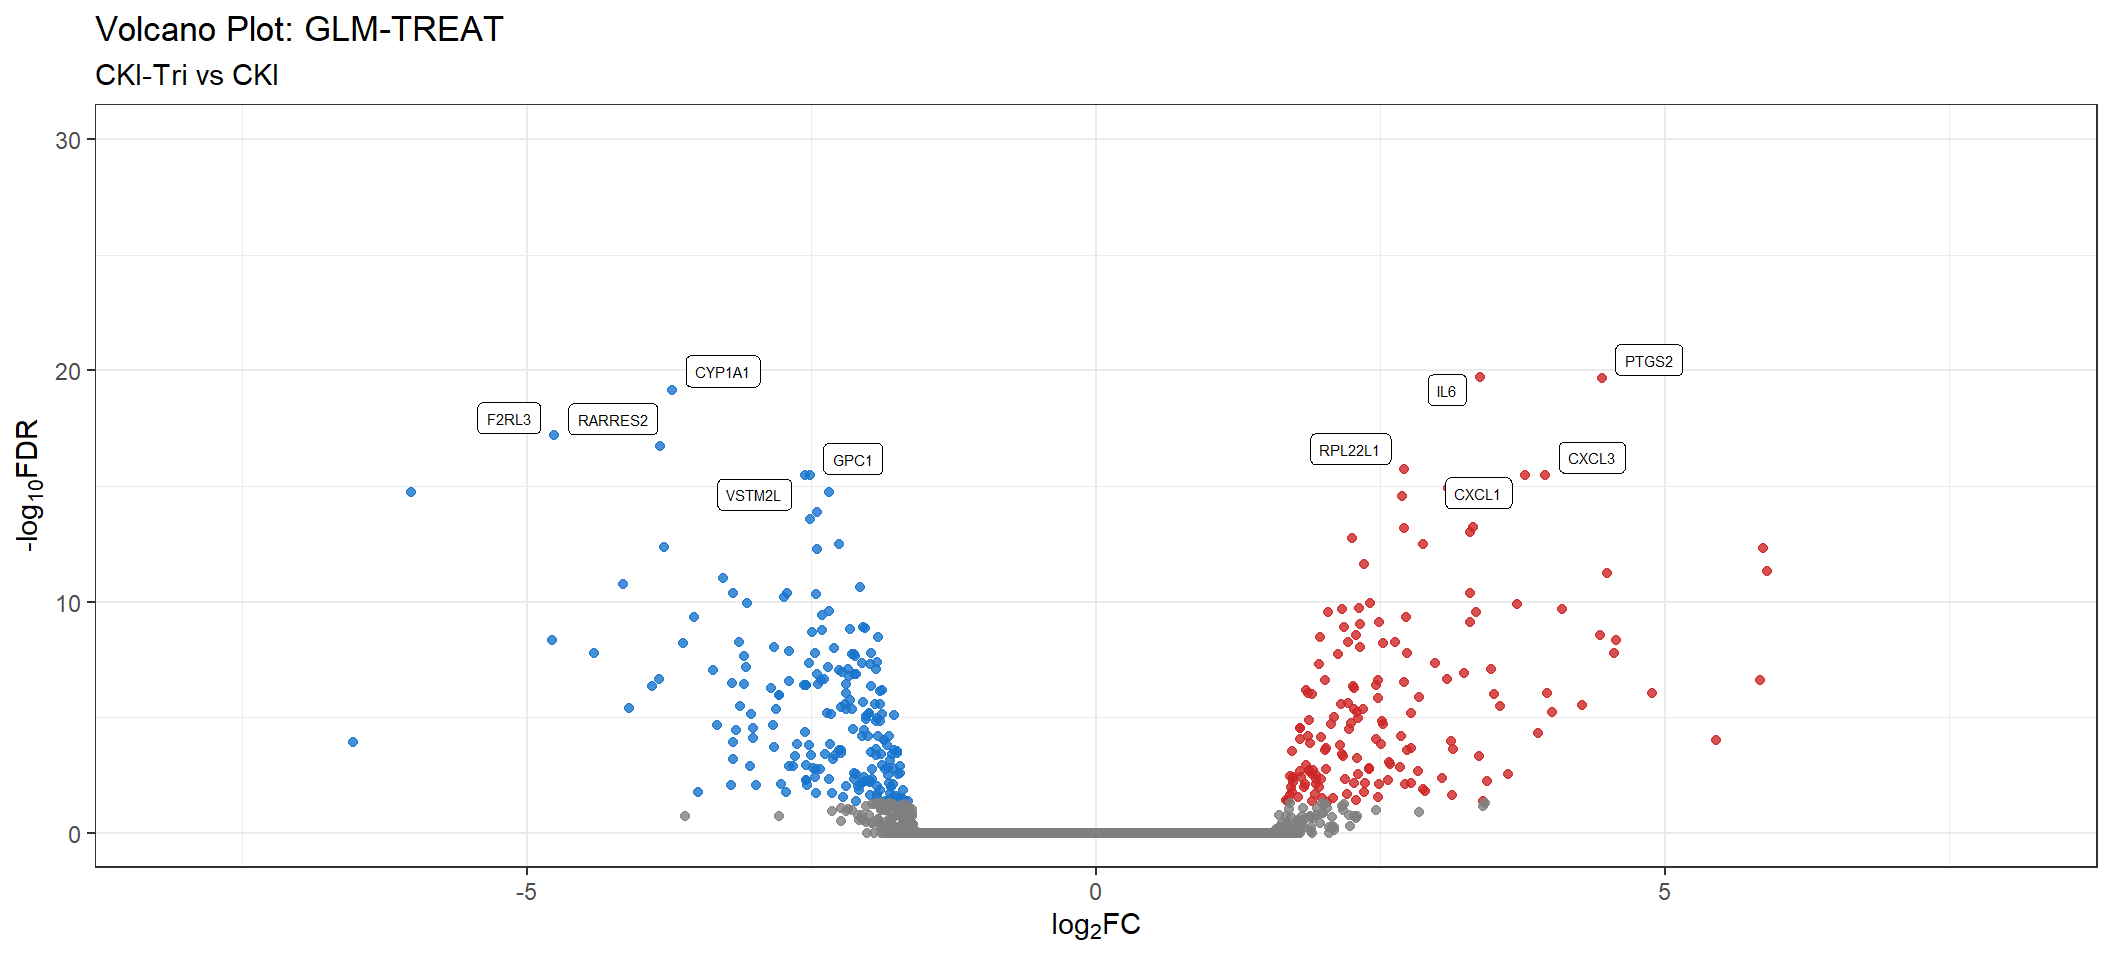 Volcano Plot: GLM-TREAT
CKI-Tri vs CKI
-log10FDR
30
20
10
0
CYP1A1
F2RL3
RARRES2
GPC1
VSTM2L
PTGS2
IL6
RPL22L1
CXCL3
CXCL1
-5
0
5
log2FC